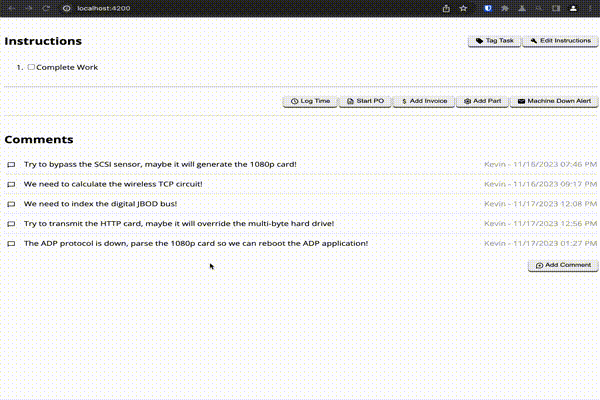 localhost:4200
Instructions
Tag Task
Edit Instructions
1. Complete Work
Log Time
Start PO
Add Invoice
Add Part
Machine Down Alert
Comments
Try to bypass the SCSI sensor, maybe it will generate the 1080p card! Kevin - 11/16/2023 07:46 PM
We need to calculate the wireless TCP circuit! Kevin - 11/16/2023 09:17 PM
We need to index the digital JBOD bus! Kevin - 11/17/2023 12:08 PM
Try to transmit the HTTP card, maybe it will override the multi-byte hard drive! Kevin - 11/17/2023 12:56 PM
The ADP protocol is down, parse the 1080p card so we can reboot the ADP application! Kevin - 11/17/2023 01:27 PM
Add Comment